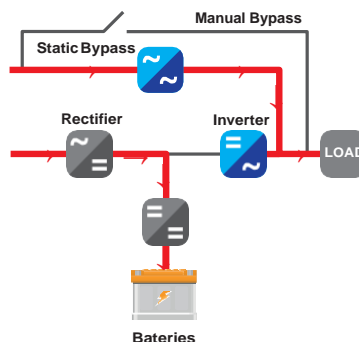 Manual Bypass
Static Bypass
Rectifier
Inverter
LOAD
Bateries